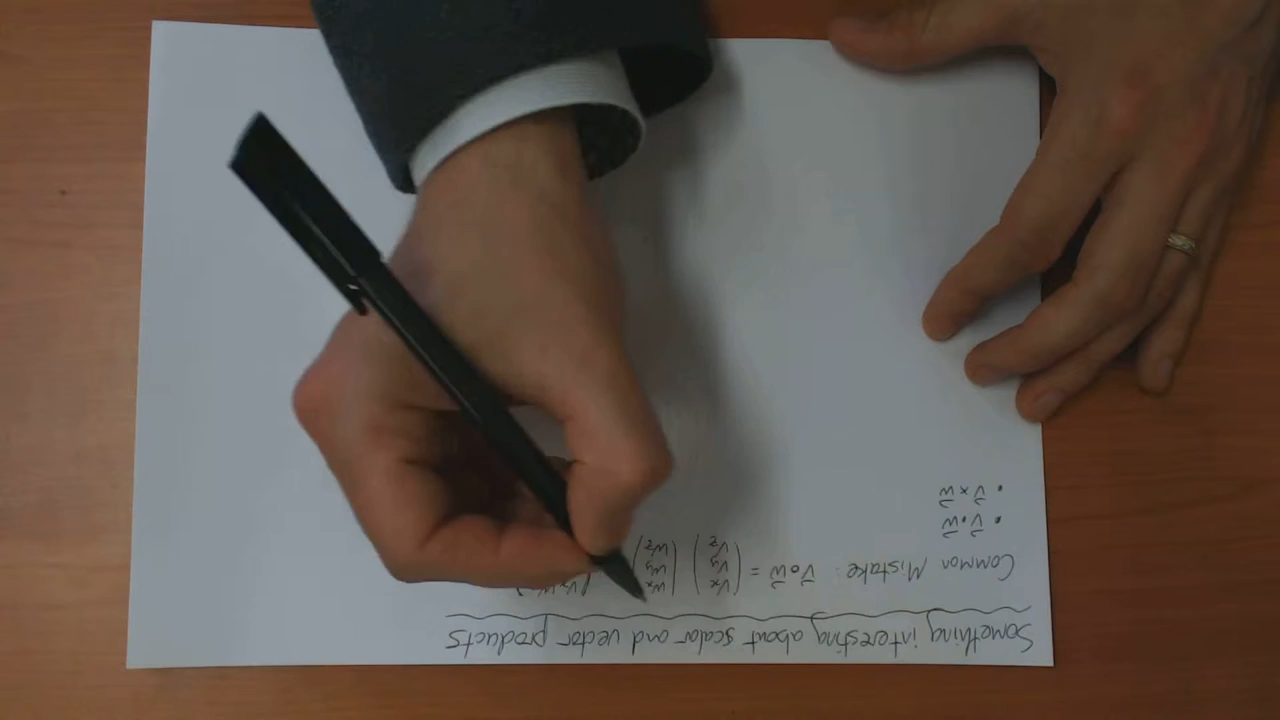 Something interesting about scalar and vector products
Common Mistake: v⃗ ∘ w⃗ = (vx vy vz) (wx wy wz)
• v⃗ • w⃗
• v⃗ × w⃗